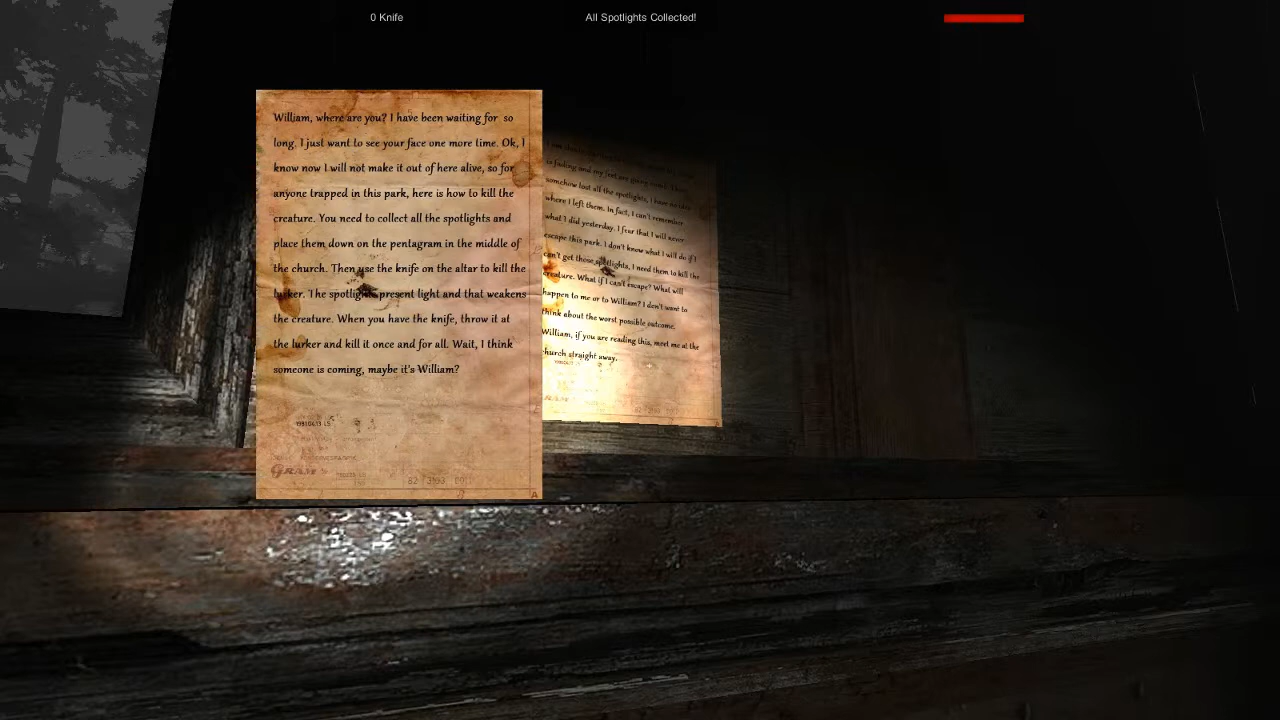 0 Knife
All Spotlights Collected!
William, where are you? I have been waiting for so
long. I just want to see your face one more time. Ok, I
know now I will not make it out of here alive, so for
anyone trapped in this park, here is how to kill the
creature. You need to collect all the spotlights and
place them down on the pentagram in the middle of
the church. Then use the knife on the altar to kill the
lurker. The spotlights present light and that weakens
the creature. When you have the knife, throw it at
the lurker and kill it once and for all. Wait, I think
someone is coming, maybe it's William?
GRAM
82 3193
A
is fading and my feet are giving
somehow lost all the spotlights, I have no idea
where I left them. In fact, I can't remember
what I did yesterday. I fear that I will never
escape this park. I don't know what I will do if I
can't get those spotlights, I need them to kill the
creature. What if I can't escape? What will
happen to me or to William? I don't want to
think about the worst possible outcome.
William, if you are reading this, meet me at the
church straight away.